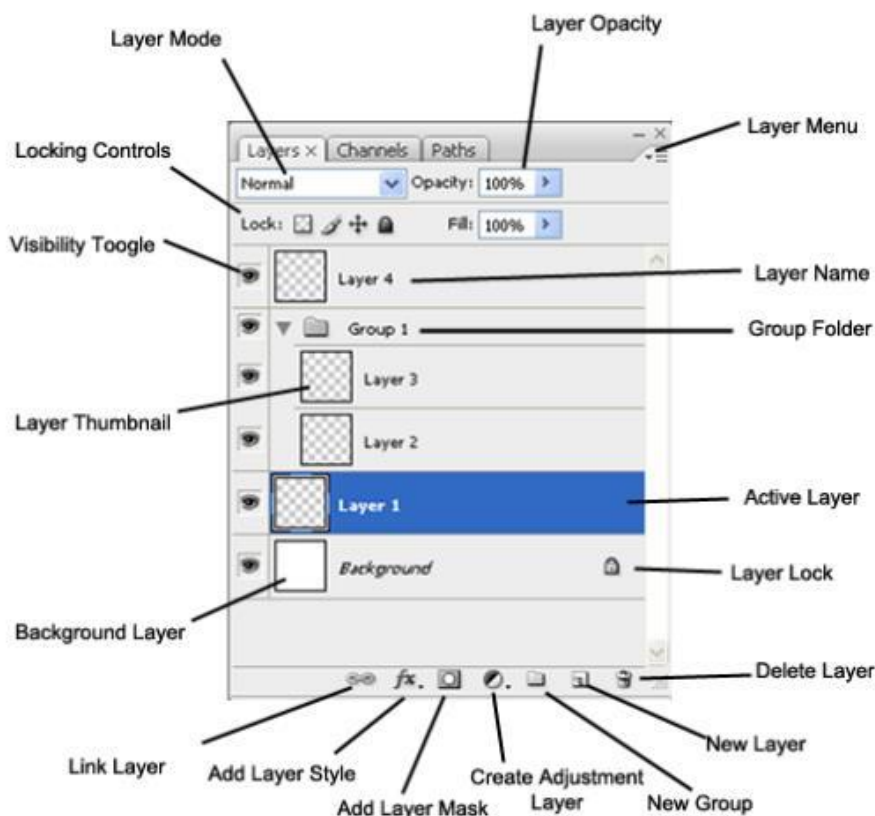 Layer Mode
Layer Opacity
Layer Menu
Locking Controls
Layers × Channels Paths
Normal Opacity: 100%
Lock: Fill: 100%
Visibility Toogle
Layer 4
Layer Name
Group 1
Group Folder
Layer 3
Layer Thumbnail
Layer 2
Layer 1
Active Layer
Background
Layer Lock
Background Layer
fx.
Delete Layer
New Layer
Link Layer
Add Layer Style
Create Adjustment
Layer
Add Layer Mask
New Group